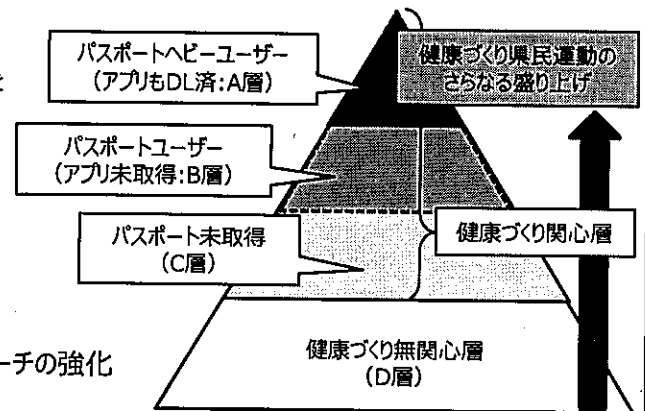 パスポートヘビーユーザー
(アプリもDL済:A層)
健康づくり県民運動の
さらなる盛り上げ
と
パスポートユーザー
(アプリ未取得:B層)
パスポート未取得
(C層)
健康づくり関心層
健康づくり無関心層
(D層)
ーチの強化